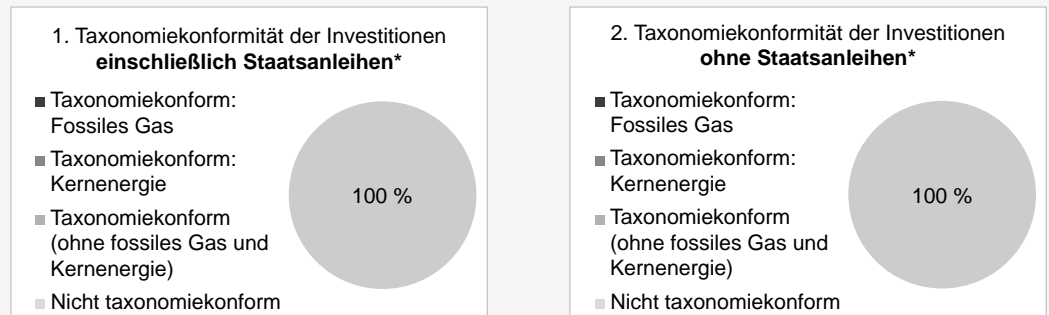 1. Taxonomiekonformität der Investitionen
einschließlich Staatsanleihen*
Taxonomiekonform:
Fossiles Gas
Taxonomiekonform:
Kernenergie
Taxonomiekonform
(ohne fossiles Gas und
Kernenergie)
Nicht taxonomiekonform
100 %
2. Taxonomiekonformität der Investitionen
ohne Staatsanleihen*
Taxonomiekonform:
Fossiles Gas
Taxonomiekonform:
Kernenergie
Taxonomiekonform
(ohne fossiles Gas und
Kernenergie)
Nicht taxonomiekonform
100 %